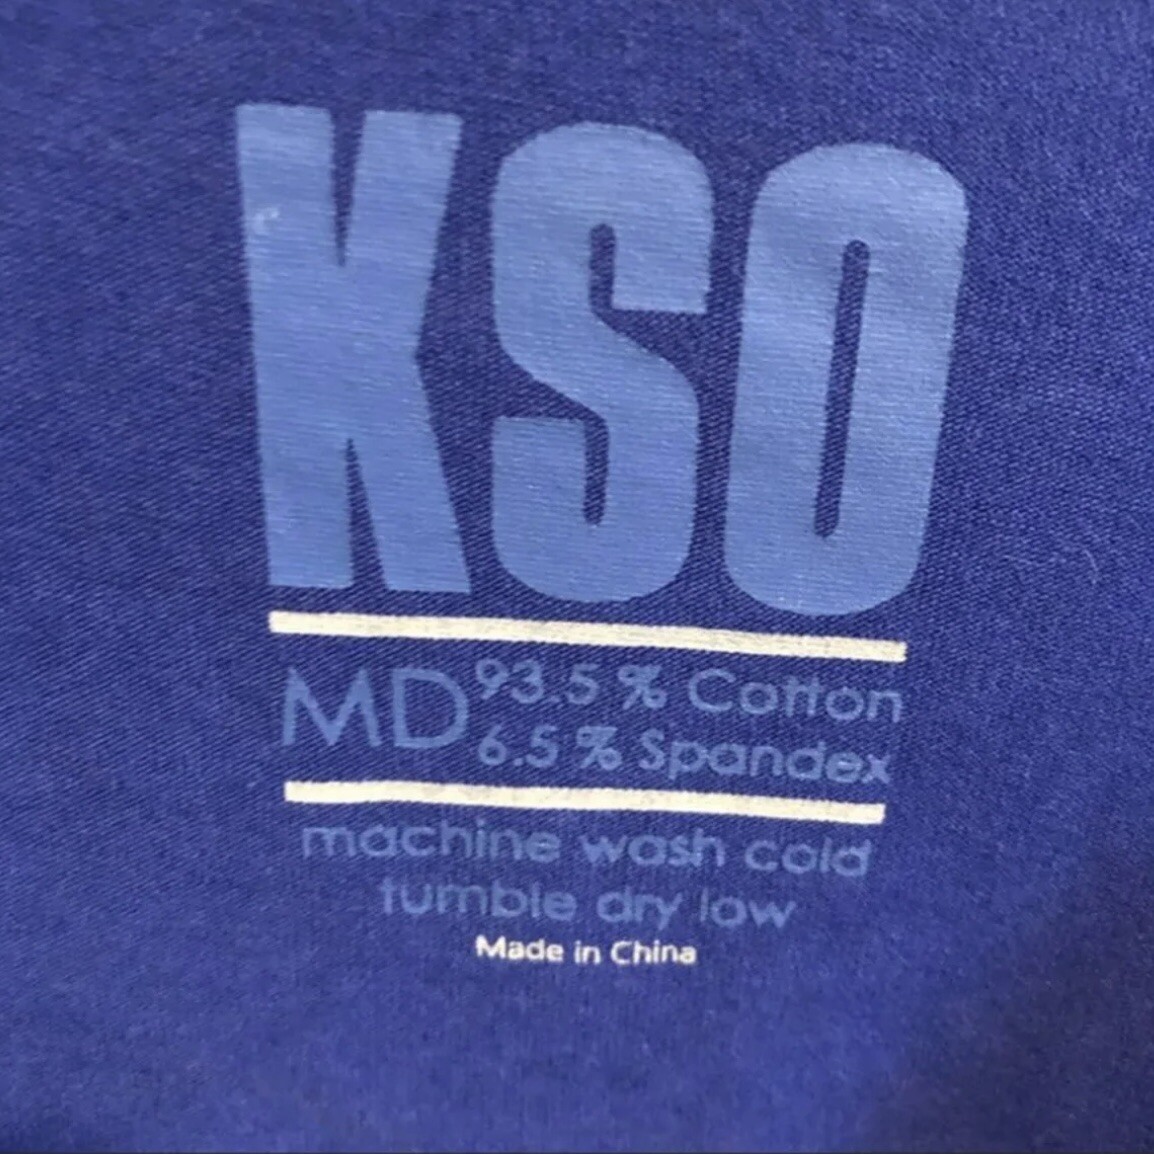 KSO
MD
93.5 % Cotton
6.5 % Spandex
machine wash cold
tumble dry low
Made in China